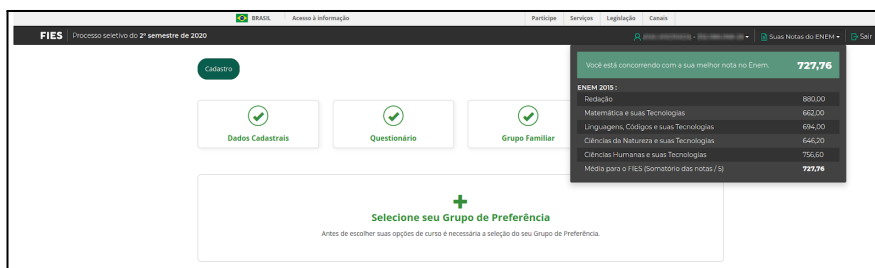 BRASIL Acesso à informação Participe Serviços Legislação Canais
FIES Processo seletivo do 2º semestre de 2020 Suas Notas do ENEM Sair
Cadastro
Você está concorrendo com a sua melhor nota no Enem. 727,76
ENEM 2015 :
Redação 880,00
Matemática e suas Tecnologias 662,00
Linguagens, Códigos e suas Tecnologias 694,00
Ciências da Natureza e suas Tecnologias 646,20
Ciências Humanas e suas Tecnologias 756,60
Média para o FIES (Somatório das notas / 5) 727,76
Dados Cadastrais Questionário Grupo Familiar
Selecione seu Grupo de Preferência
Antes de escolher suas opções de curso é necessária a seleção do seu Grupo de Preferência.